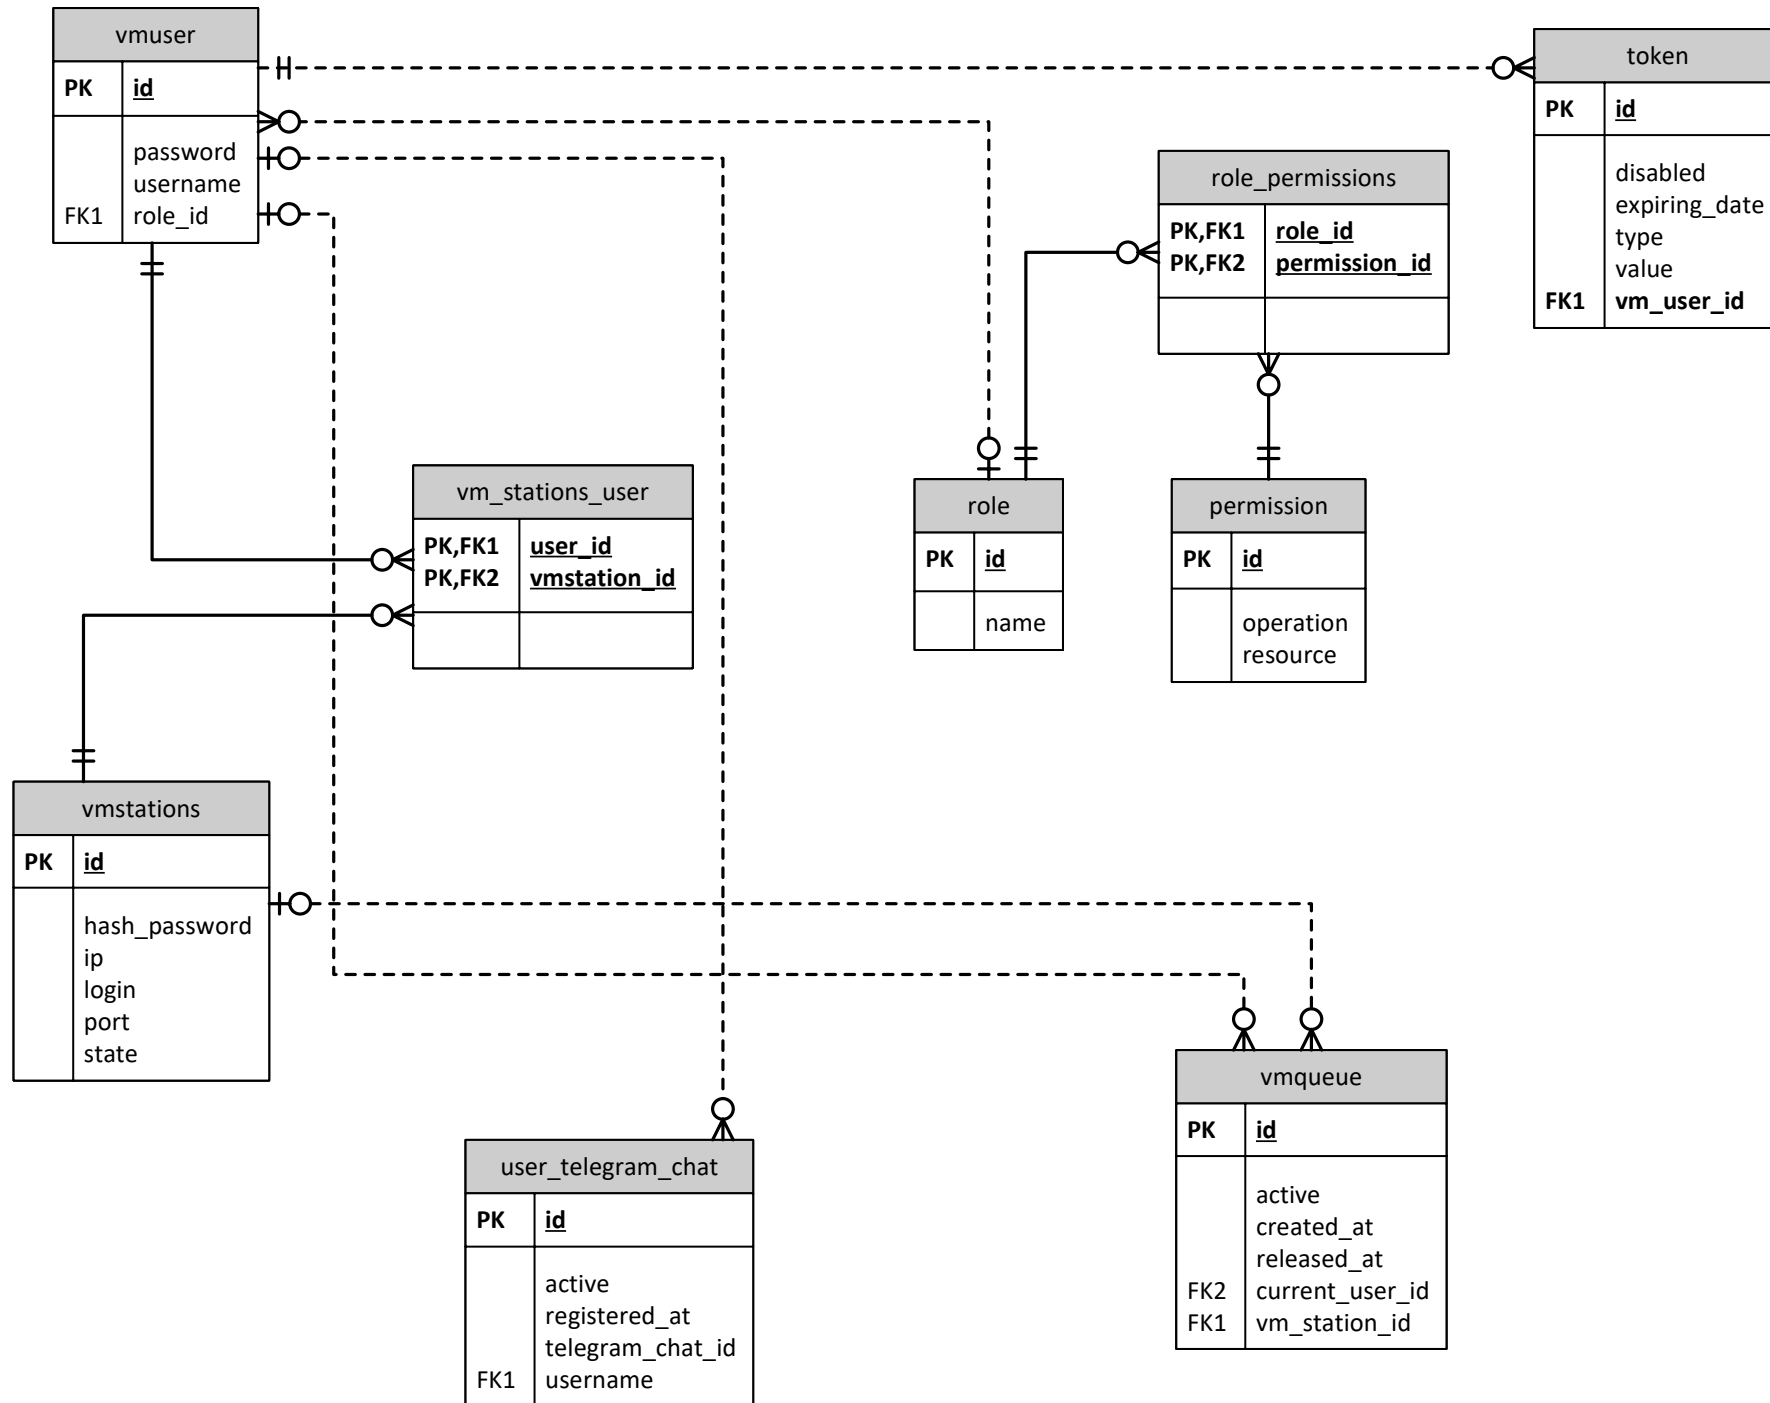 vmuser
PK id
password
username
FK1 role_id
token
PK id
disabled
expiring_date
type
value
FK1 vm_user_id
role_permissions
PK,FK1 role_id
PK,FK2 permission_id
vm_stations_user
PK,FK1 user_id
PK,FK2 vmstation_id
role
PK id
name
permission
PK id
operation
resource
vmstations
PK id
hash_password
ip
login
port
state
vmqueue
PK id
active
created_at
released_at
FK2 current_user_id
FK1 vm_station_id
user_telegram_chat
PK id
active
registered_at
telegram_chat_id
FK1 username